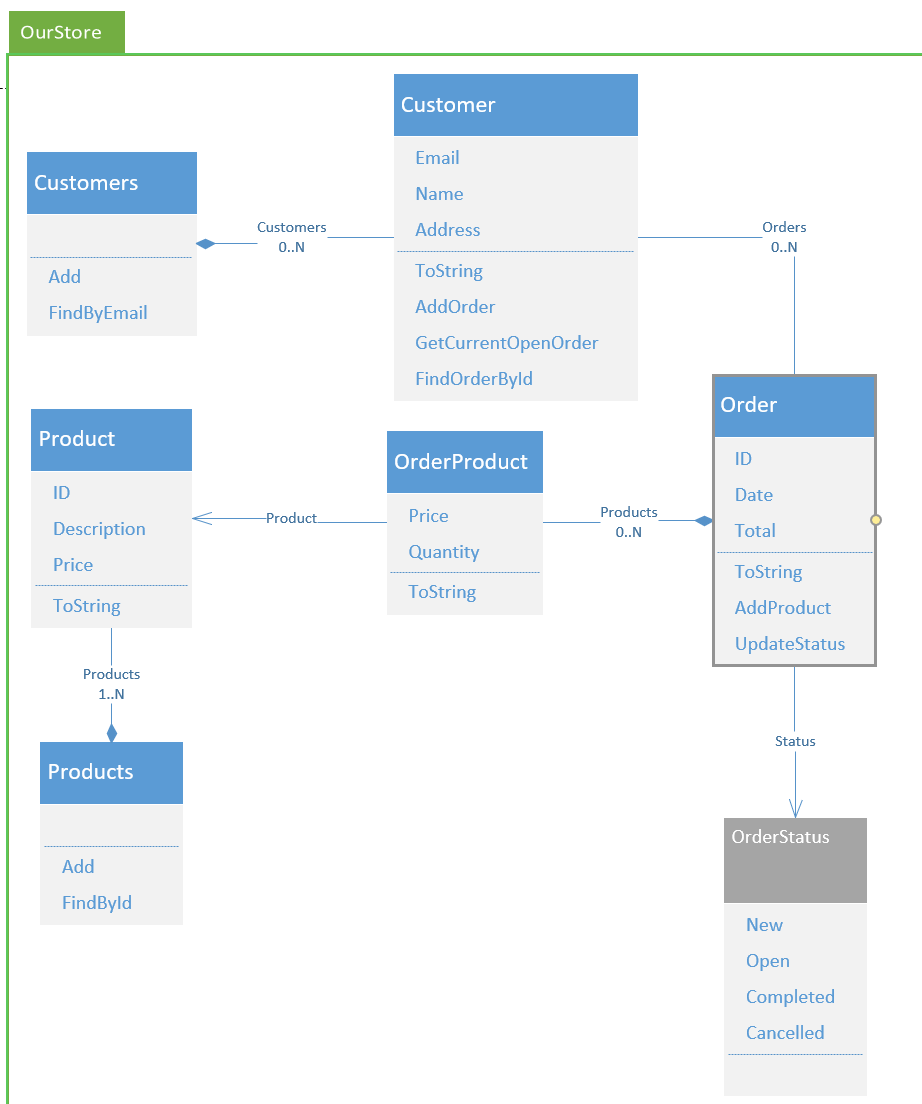 OurStore
Customer
Email
Name
Address
ToString
AddOrder
GetCurrentOpenOrder
FindOrderById
Customers
Add
FindByEmail
Customers
0..N
Orders
0..N
Order
ID
Date
Total
ToString
AddProduct
UpdateStatus
Product
ID
Description
Price
ToString
OrderProduct
Price
Quantity
ToString
Product
Products
0..N
Products
1..N
Products
Add
FindById
Status
OrderStatus
New
Open
Completed
Cancelled